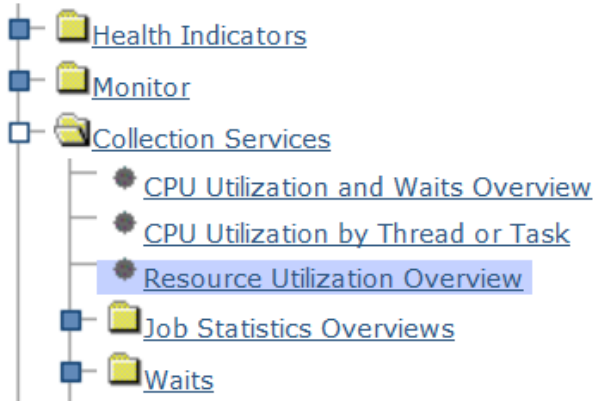 Health Indicators
Monitor
Collection Services
CPU Utilization and Waits Overview
CPU Utilization by Thread or Task
Resource Utilization Overview
Job Statistics Overviews
Waits